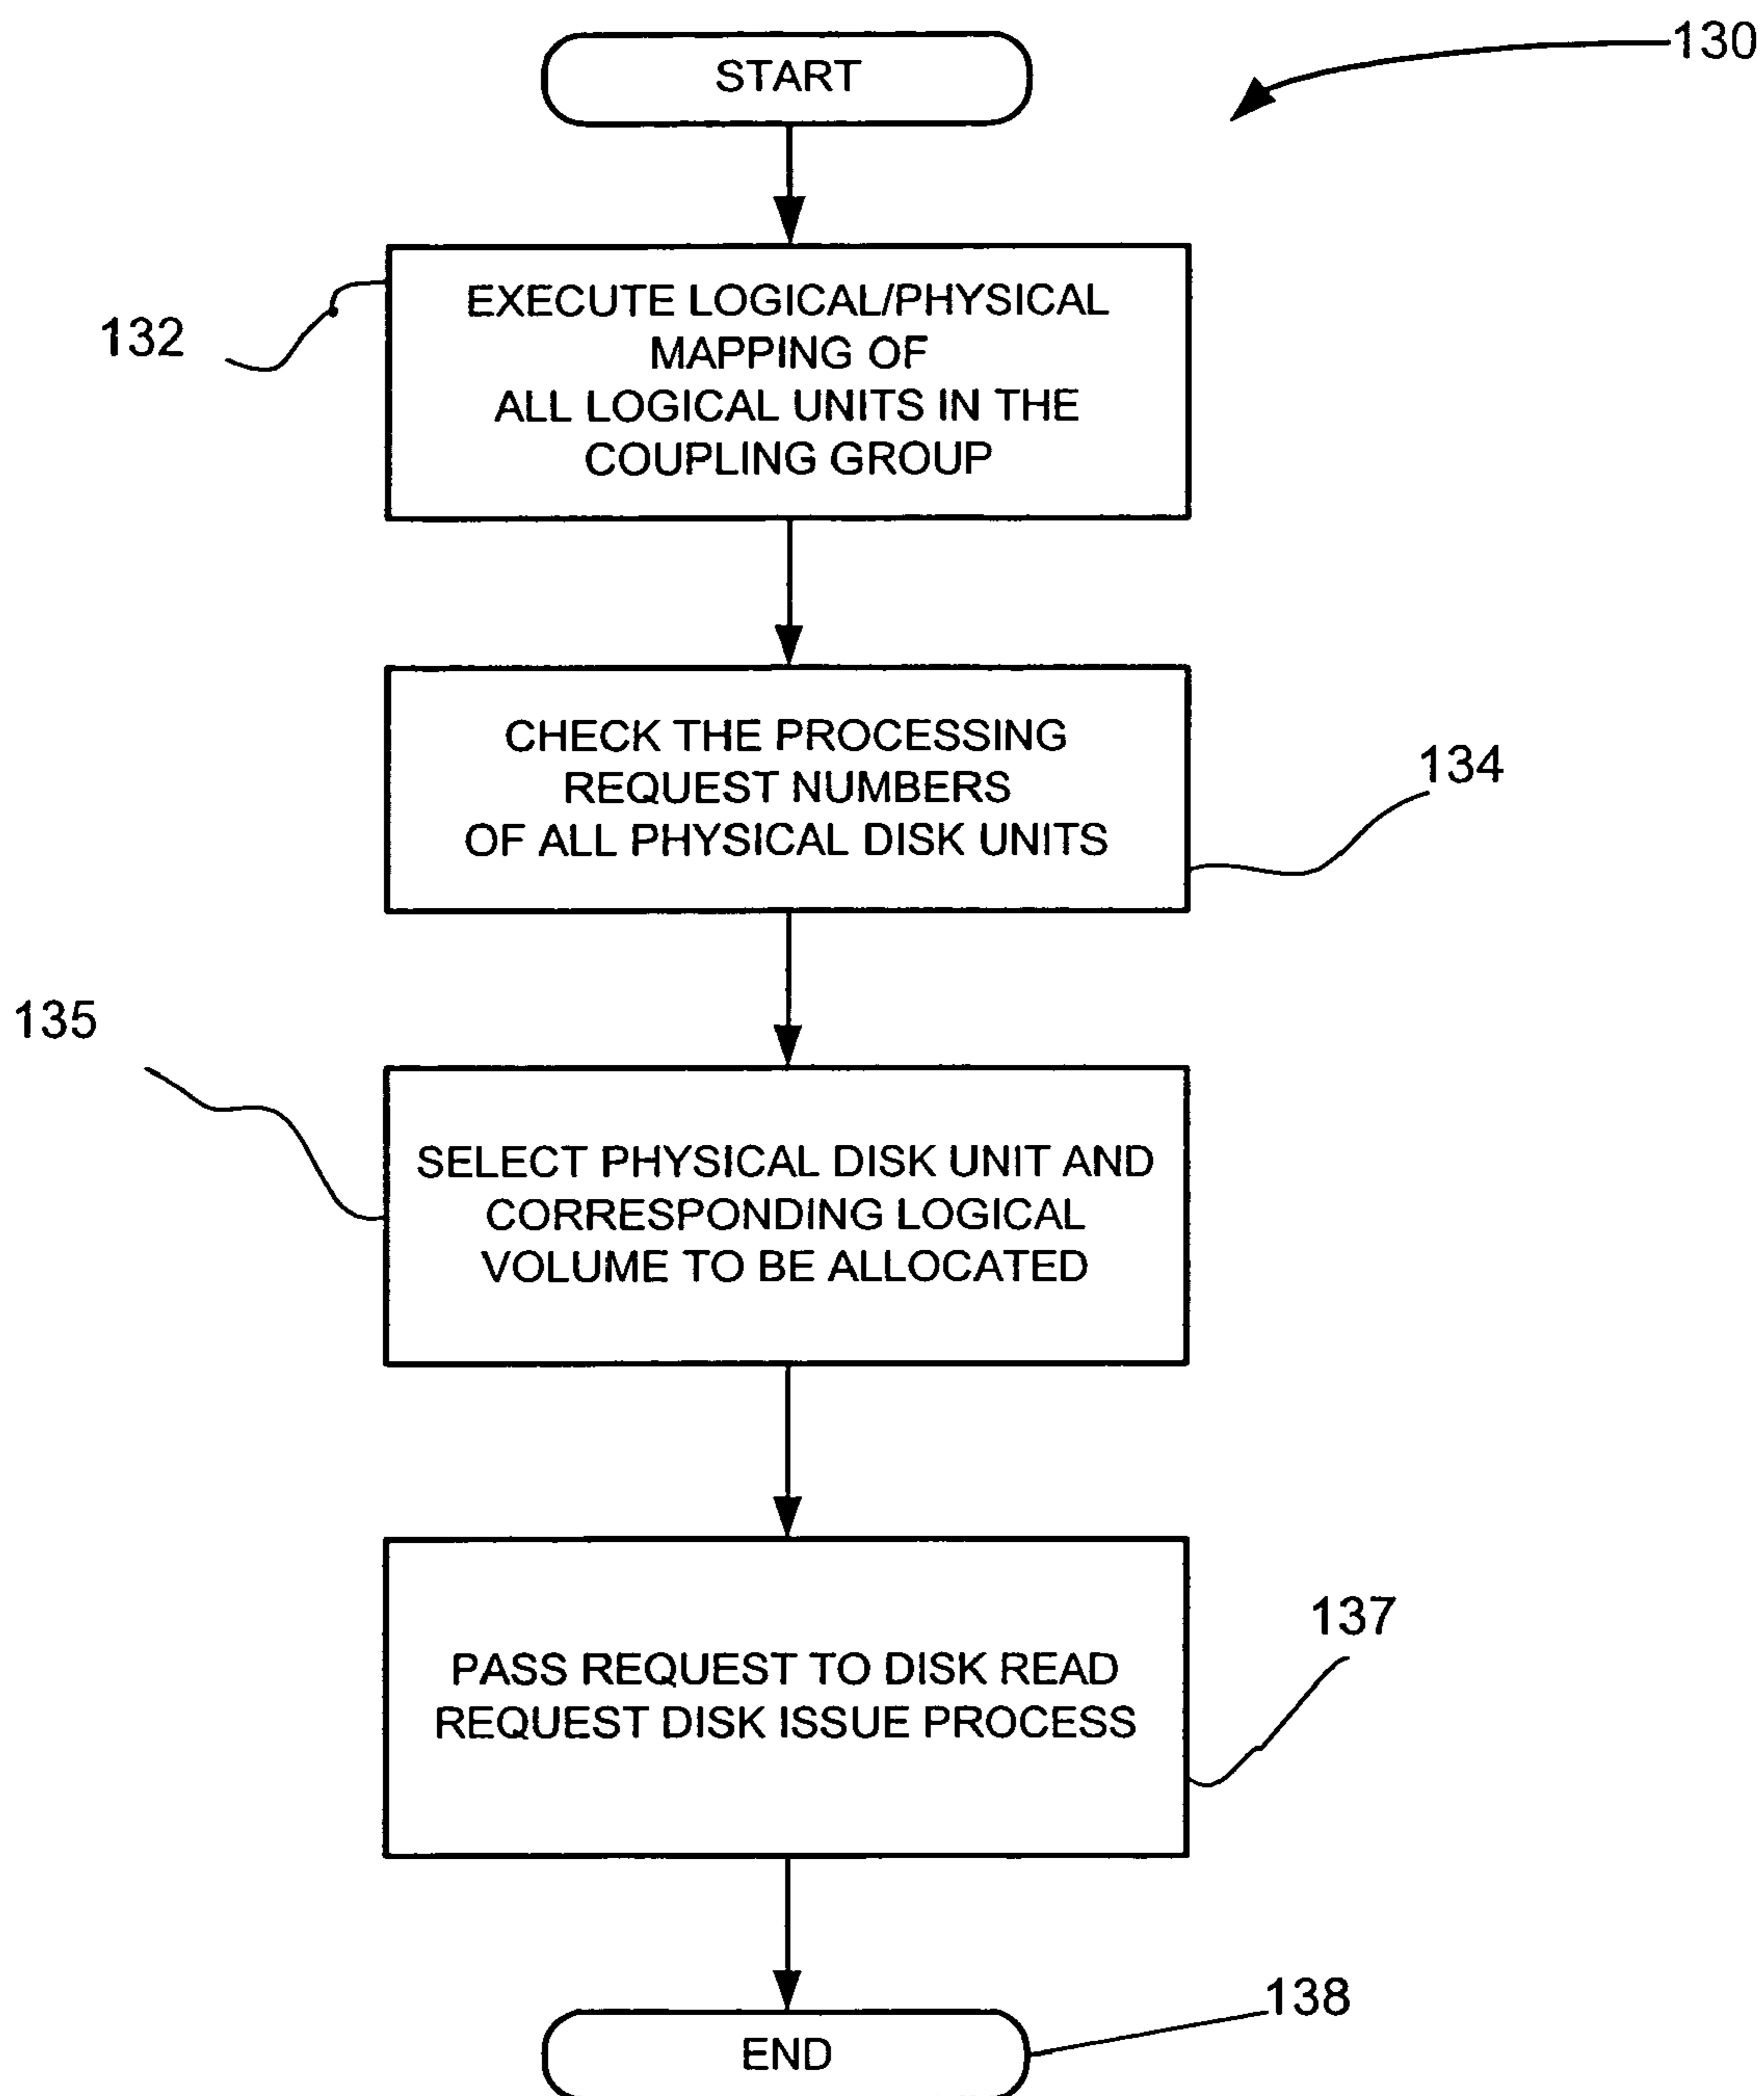 START
130
EXECUTE LOGICAL/PHYSICAL
MAPPING OF
ALL LOGICAL UNITS IN THE
COUPLING GROUP
132
CHECK THE PROCESSING
REQUEST NUMBERS
OF ALL PHYSICAL DISK UNITS
134
135
SELECT PHYSICAL DISK UNIT AND
CORRESPONDING LOGICAL
VOLUME TO BE ALLOCATED
137
PASS REQUEST TO DISK READ
REQUEST DISK ISSUE PROCESS
138
END